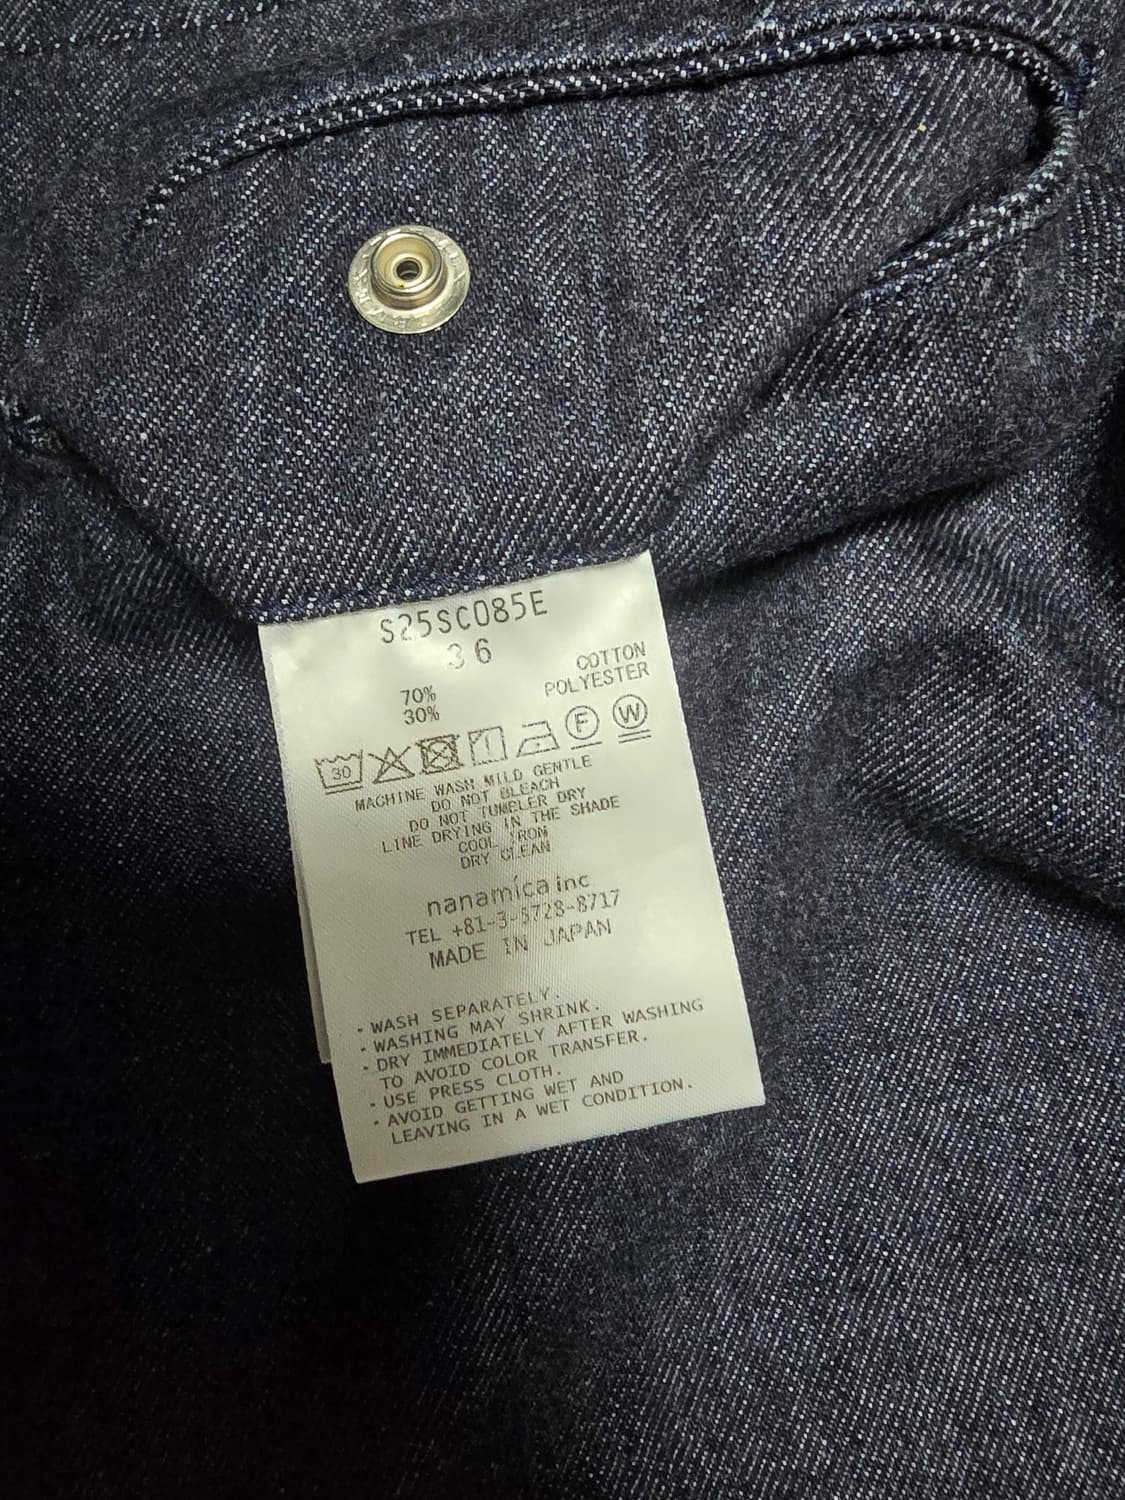 S25SC085E
36
70% COTTON
30% POLYESTER
30 F W
MACHINE WASH MILD GENTLE
DO NOT BLEACH
DO NOT TUMBLER DRY
LINE DRYING IN THE SHADE
COOL IRON
DRY CLEAN
nanamica inc
TEL +81-3-5728-8717
MADE IN JAPAN
・WASH SEPARATELY.
・WASHING MAY SHRINK.
・DRY IMMEDIATELY AFTER WASHING
TO AVOID COLOR TRANSFER.
・USE PRESS CLOTH.
・AVOID GETTING WET AND
LEAVING IN A WET CONDITION.